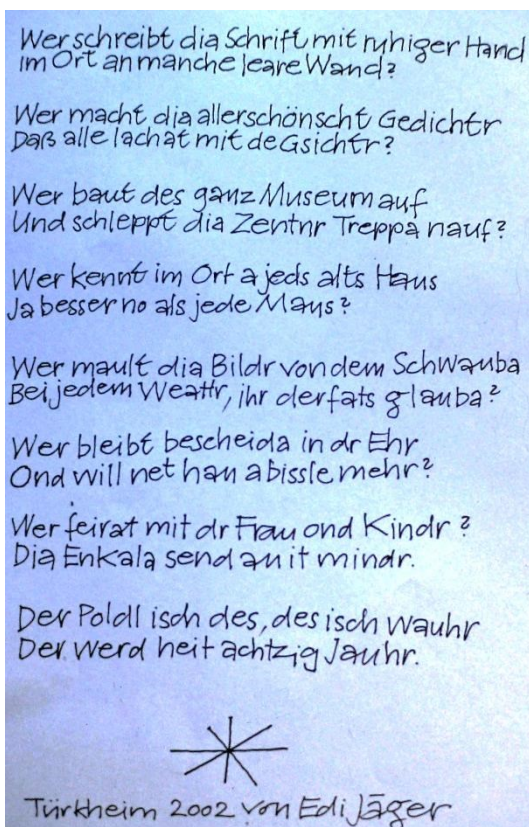 Wer schreibt dia Schrift mit ruhiger Hand
im Ort an manche leare Wand?
Wer macht dia allerschönscht Gedichtr
Daß alle lachat mit de Gsichtr?
Wer baut des ganz Museum auf
Und schleppt dia Zentnr Treppa nauf?
Wer kennt im Ort a jeds alts Haus
Ja besser no als jede Maus?
Wer mault dia Bildr von dem Schwauba
Bei jedem Weattr, ihr derfats glauba?
Wer bleibt bescheida in dr Ehr
Ond will net han a bissle mehr?
Wer feirat mit dr Frau ond Kindr?
Dia Enkala send au it mindr.
Der Poldl isch des, des isch wauhr
Der werd heit achtzig Jauhr.
Türkheim 2002 von Edi Jäger